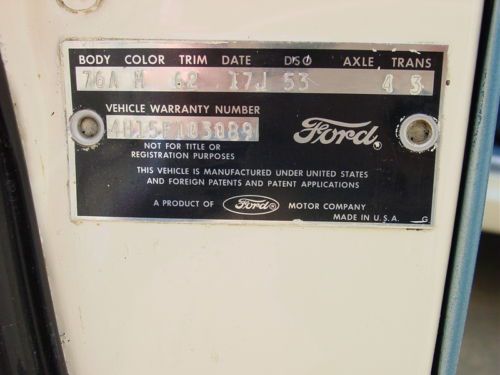 BODY COLOR TRIM DATE DSO AXLE TRANS
76A M 62 17J 53 4 3
VEHICLE WARRANTY NUMBER
4H15F103089
Ford
NOT FOR TITLE OR
REGISTRATION PURPOSES
THIS VEHICLE IS MANUFACTURED UNDER UNITED STATES
AND FOREIGN PATENTS AND PATENT APPLICATIONS
A PRODUCT OF Ford ® MOTOR COMPANY
MADE IN U.S.A. G